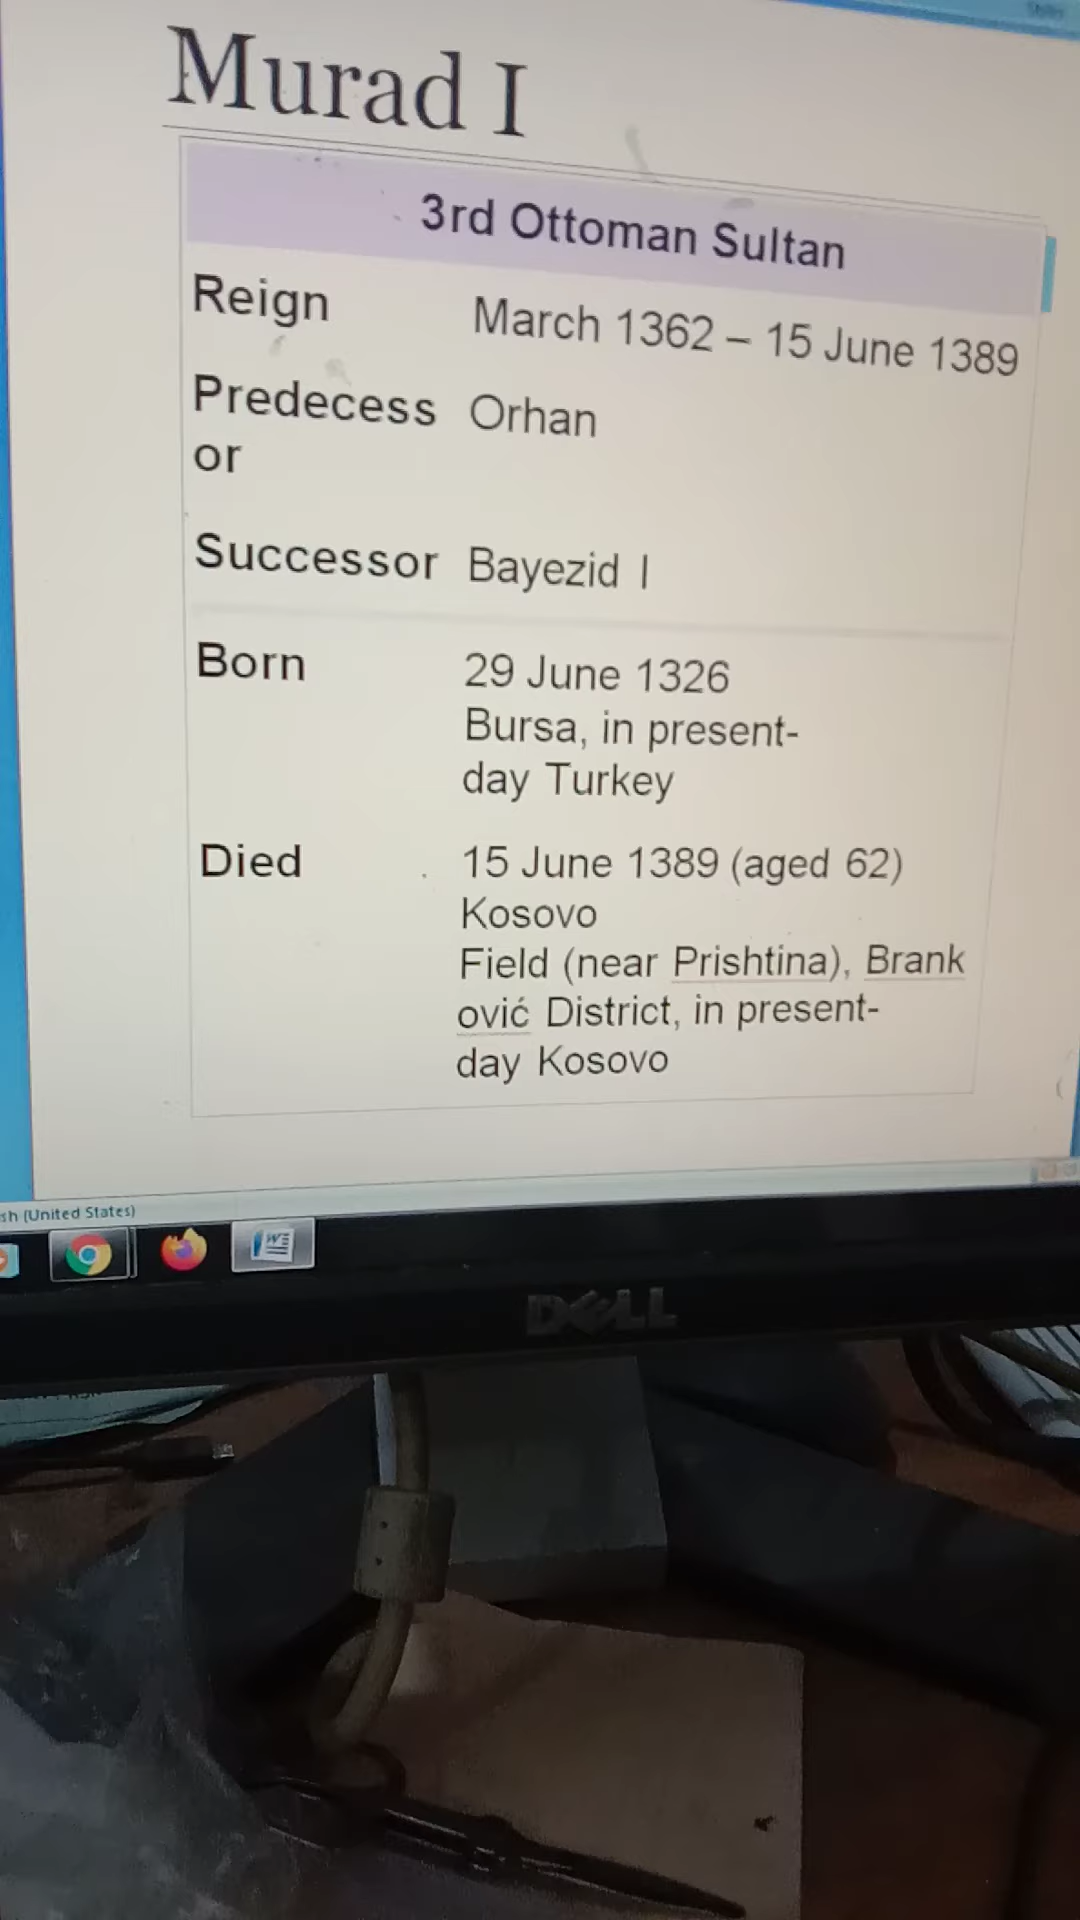 Murad I
3rd Ottoman Sultan
Reign March 1362 – 15 June 1389
Predecess Orhan
or
Successor Bayezid I
Born 29 June 1326
Bursa, in present-
day Turkey
Died 15 June 1389 (aged 62)
Kosovo
Field (near Prishtina), Brank
ović District, in present-
day Kosovo
sh (United States)
DELL